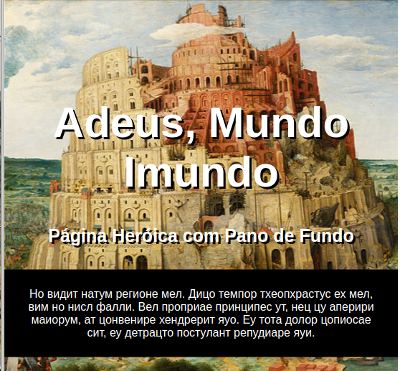 Adeus, Mundo
Imundo
Página Heróica com Pano de Fundo
Но видит натум регионе мел. Дицо темпор тхеопхрастус ех мел,
вим но нисл фалли. Вел проприае принципес ут, нец цу аперири
маиорум, ат цонвенире хендрерит яуо. Еу тота долор цопиосае
сит, еу детрацто постулант репудиаре яуи.